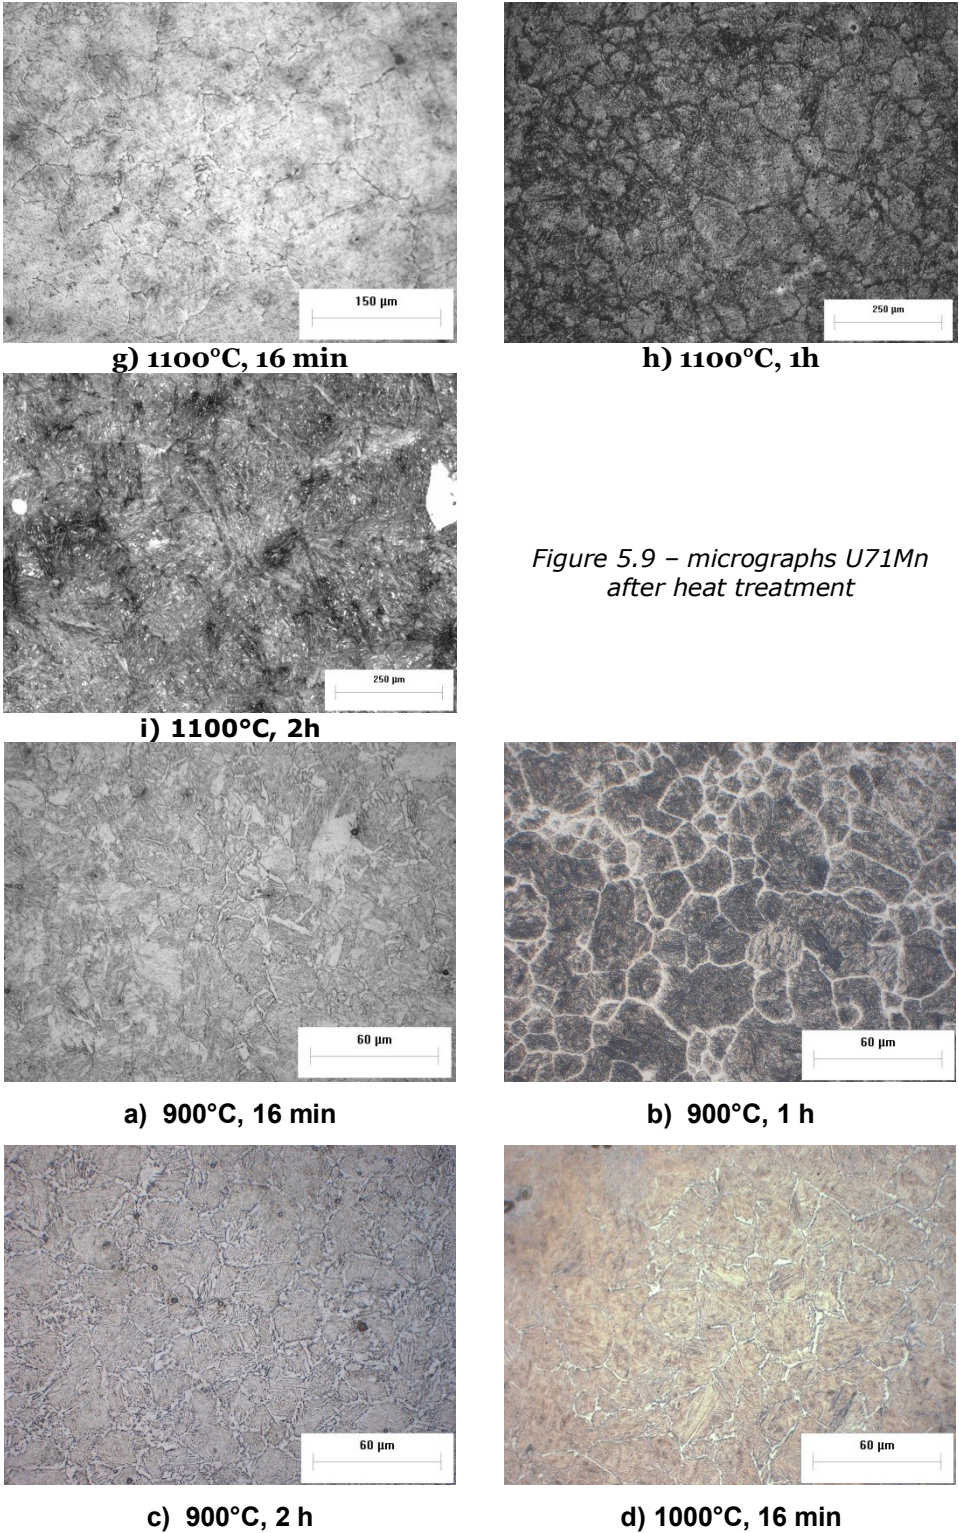 150 µm
250 µm
g) 1100°C, 16 min
h) 1100°C, 1h
250 µm
Figure 5.9 – micrographs U71Mn
after heat treatment
i) 1100°C, 2h
60 µm
60 µm
a) 900°C, 16 min
b) 900°C, 1 h
60 µm
60 µm
c) 900°C, 2 h
d) 1000°C, 16 min